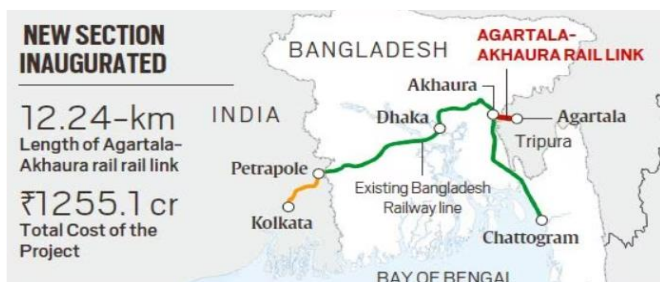 NEW SECTION
INAUGURATED
12.24-km
Length of Agartala-
Akhaura rail rail link
₹1255.1 cr
Total Cost of the
Project
BANGLADESH
AGARTALA-
AKHAURA RAIL LINK
Akhaura
INDIA
Dhaka
Agartala
Tripura
Petrapole
Existing Bangladesh
Railway line
Kolkata
Chattogram
BAY OF BENGAL